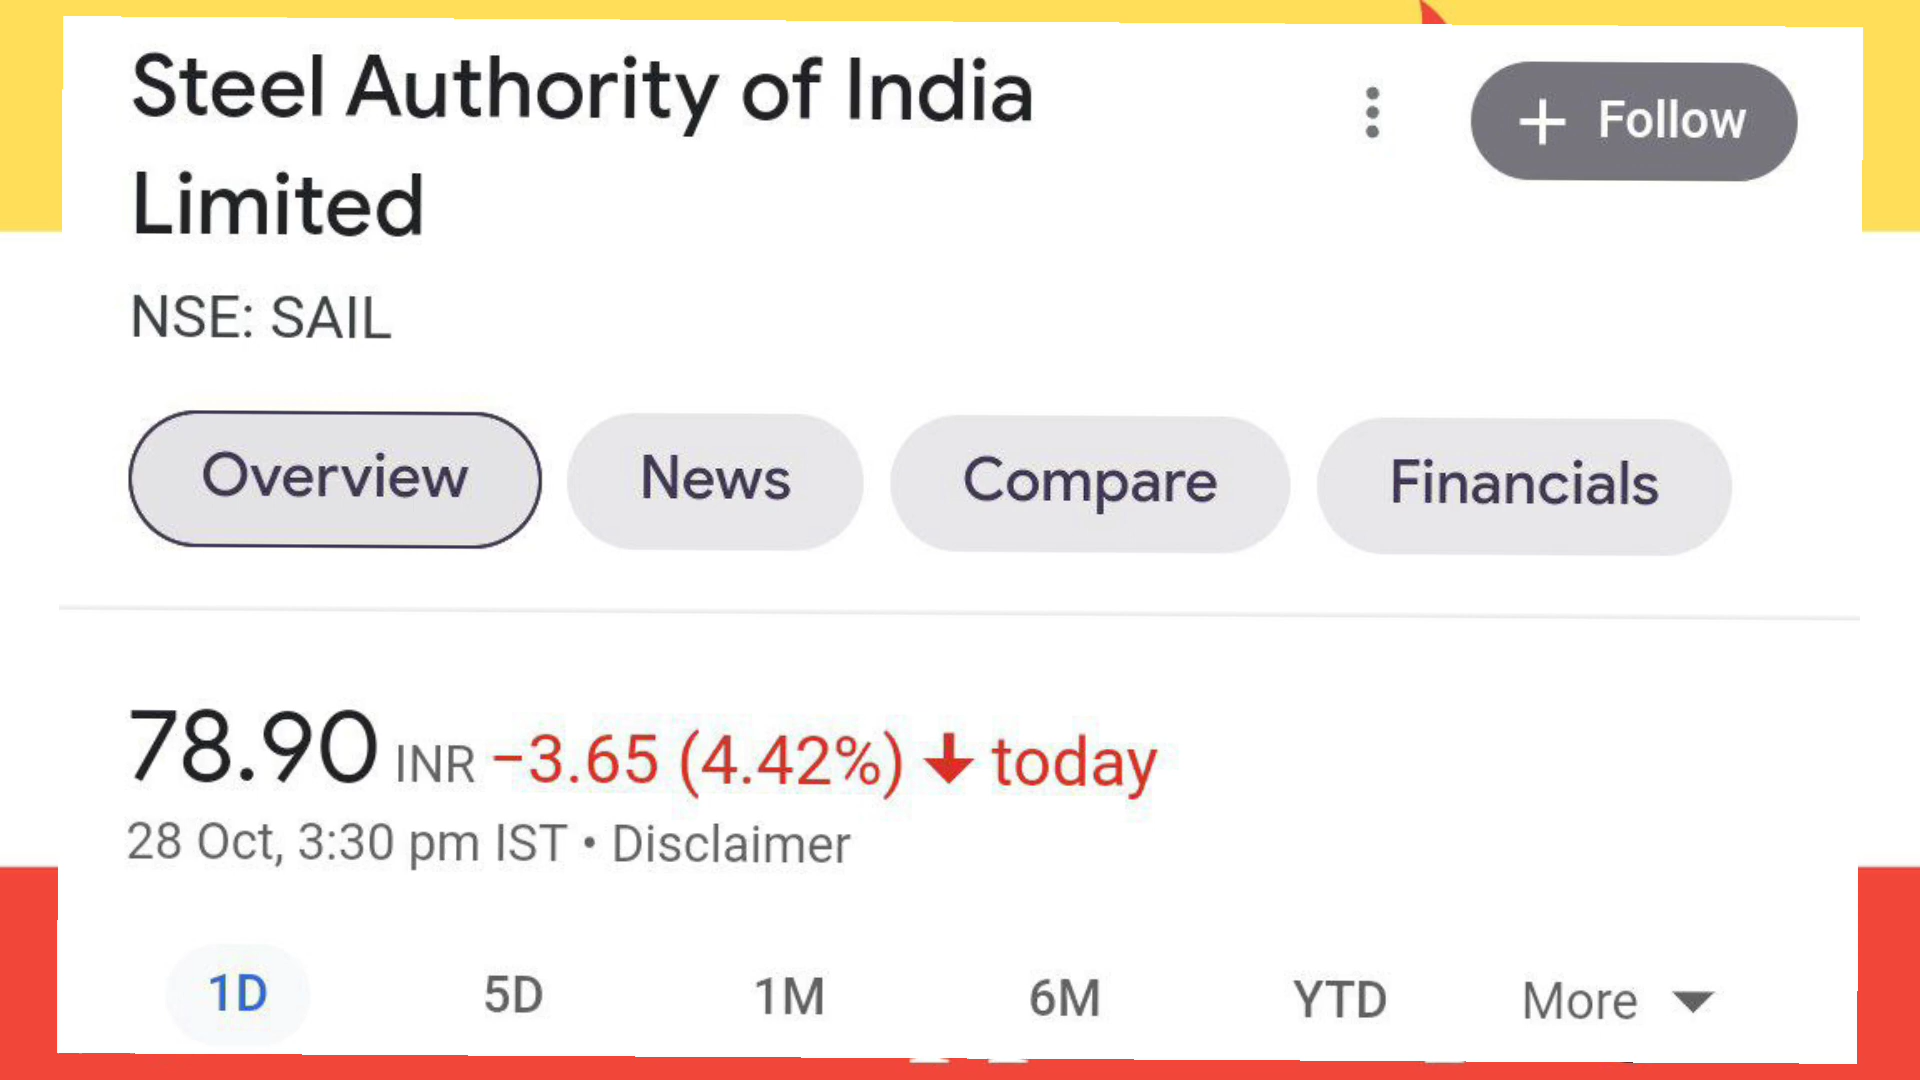 Steel Authority of India
Limited
+ Follow
NSE: SAIL
Overview News Compare Financials
78.90 INR −3.65 (4.42%) ↓ today
28 Oct, 3:30 pm IST • Disclaimer
1D 5D 1M 6M YTD More